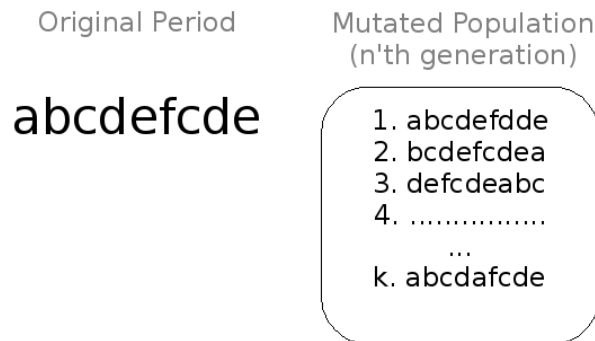 Original Period
abcdefcde
Mutated Population
(n'th generation)
1. abcdefdde
2. bcdefcdea
3. defcdeabc
4. ................
...
k. abcdafcde